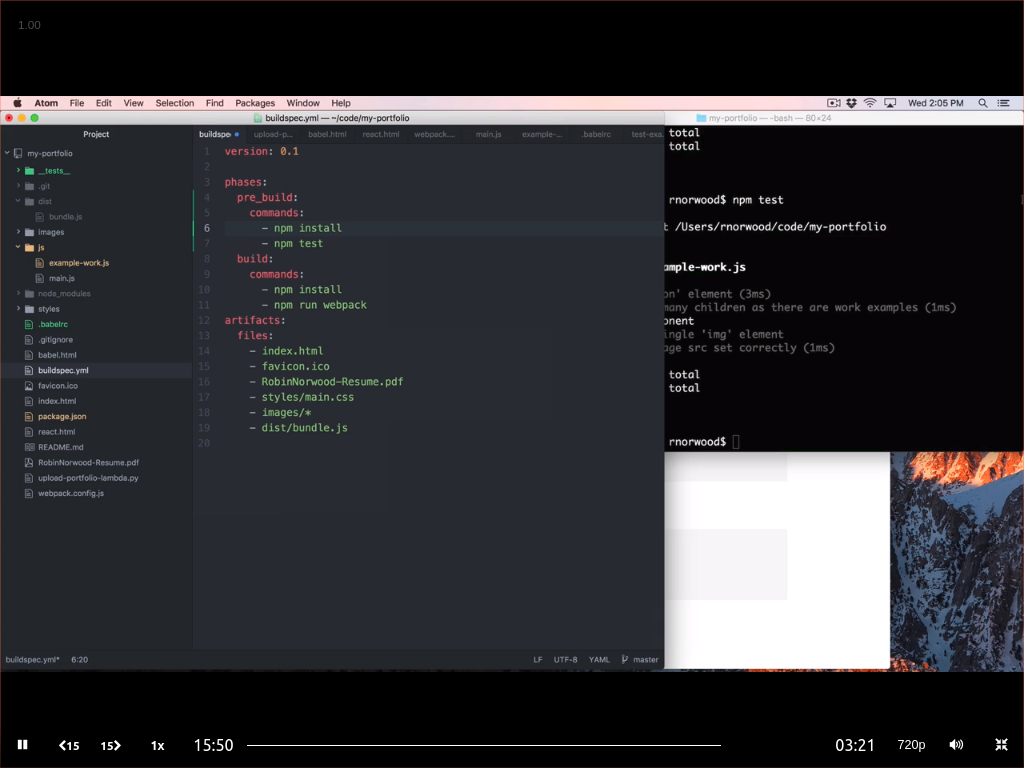 1.00
Atom File Edit View Selection Find Packages Window Help Wed 2:05 PM
buildspec.yml — ~/code/my-portfolio
my-portfolio — -bash — 80×24
Project
buildspe upload-p... babel.html react.html webpack.... main.js example-... .babelrc test-exa.
my-portfolio
__tests__
.git
dist
bundle.js
images
js
example-work.js
main.js
node_modules
styles
.babelrc
.gitignore
babel.html
buildspec.yml
favicon.ico
index.html
package.json
react.html
README.md
RobinNorwood-Resume.pdf
upload-portfolio-lambda.py
webpack.config.js
1 version: 0.1
2
3 phases:
4 pre_build:
5 commands:
6 - npm install
7 - npm test
8 build:
9 commands:
10 - npm install
11 - npm run webpack
12 artifacts:
13 files:
14 - index.html
15 - favicon.ico
16 - RobinNorwood-Resume.pdf
17 - styles/main.css
18 - images/*
19 - dist/bundle.js
20
total
total
rnorwood$ npm test
t /Users/rnorwood/code/my-portfolio
ample-work.js
on' element (3ms)
many children as there are work examples (1ms)
onent
ingle 'img' element
age src set correctly (1ms)
total
total
rnorwood$
buildspec.yml* 6:20 LF UTF-8 YAML master
15 15 1x 15:50 03:21 720p